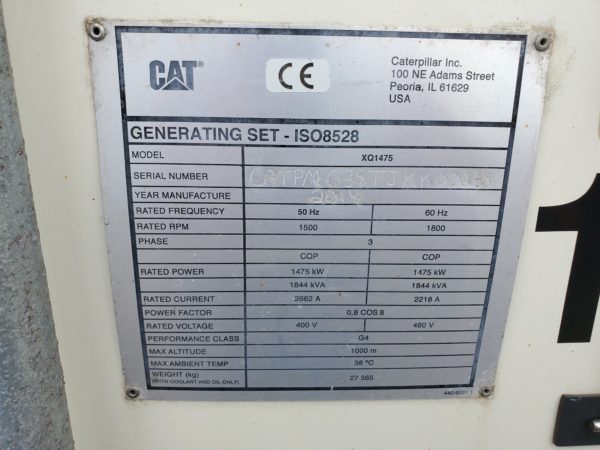 CAT®
CE
Caterpillar Inc.
100 NE Adams Street
Peoria, IL 61629
USA
GENERATING SET - ISO8528
MODEL XQ1475
SERIAL NUMBER
YEAR MANUFACTURE
RATED FREQUENCY 50 Hz 60 Hz
RATED RPM 1500 1800
PHASE 3
COP COP
RATED POWER 1475 kW 1475 kW
1844 kVA 1844 kVA
RATED CURRENT 2662 A 2218 A
POWER FACTOR 0,8 COS θ
RATED VOLTAGE 400 V 480 V
PERFORMANCE CLASS G4
MAX ALTITUDE 1000 m
MAX AMBIENT TEMP 38 °C
WEIGHT (kg) 27 365
(WITH COOLANT AND OIL ONLY)
1